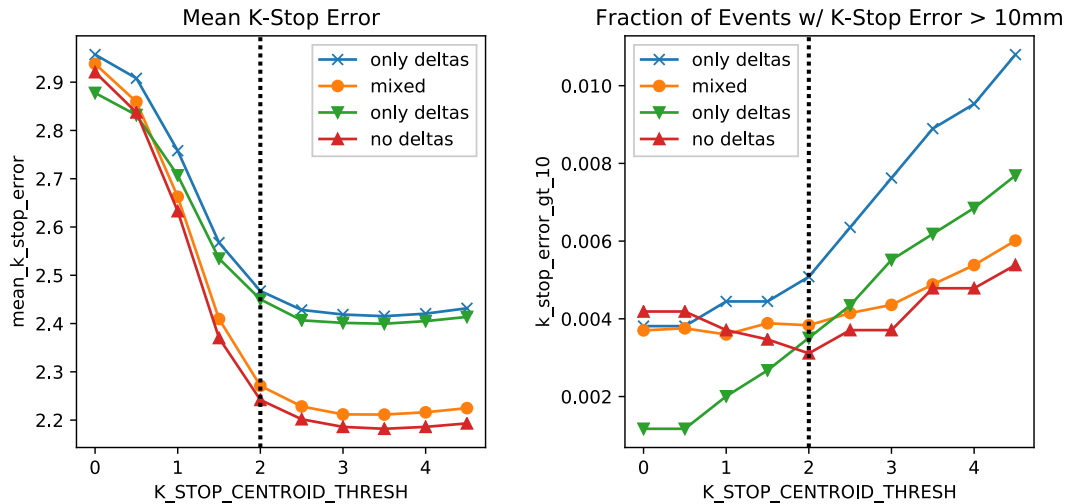 Mean K-Stop Error
mean_k_stop_error
2.9
2.8
2.7
2.6
2.5
2.4
2.3
2.2
only deltas
mixed
only deltas
no deltas
0
1
2
3
4
K_STOP_CENTROID_THRESH
Fraction of Events w/ K-Stop Error > 10mm
k_stop_error_gt_10
0.010
0.008
0.006
0.004
0.002
only deltas
mixed
only deltas
no deltas
0
1
2
3
4
K_STOP_CENTROID_THRESH